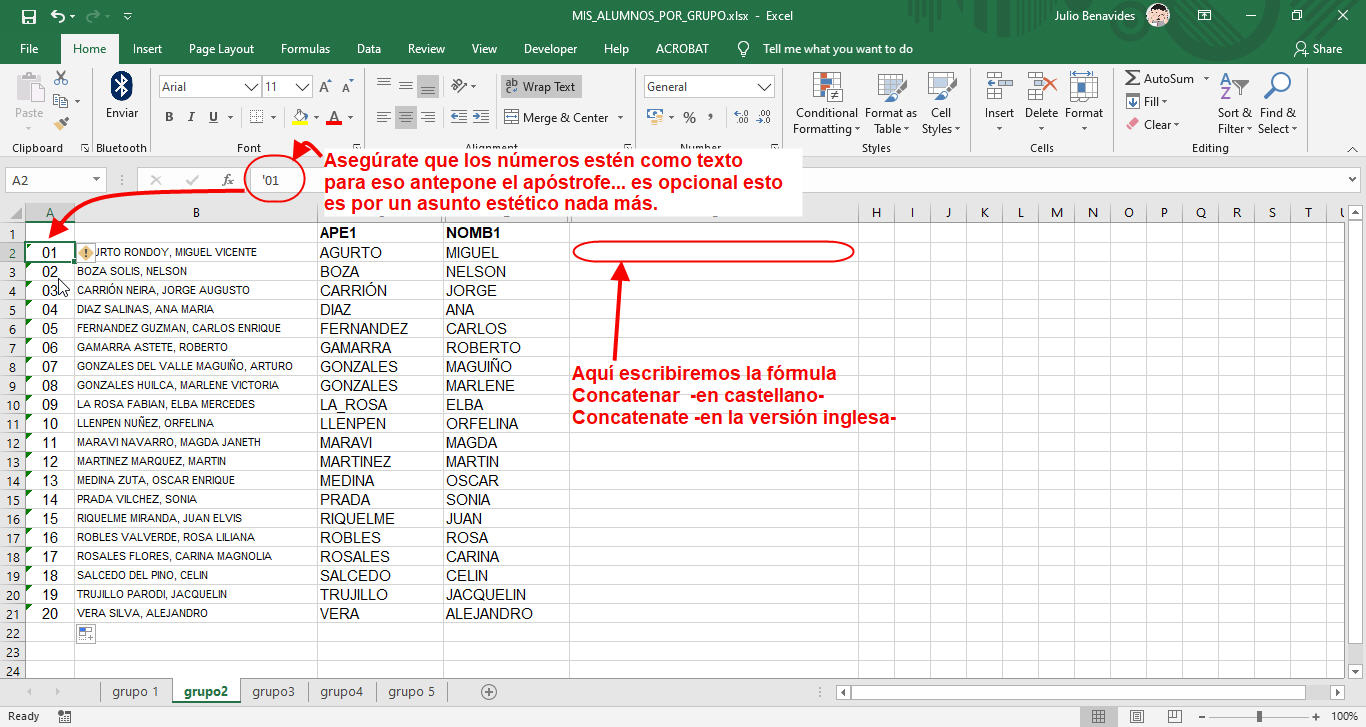 MIS_ALUMNOS_POR_GRUPO.xlsx - Excel
Julio Benavides
File Home Insert Page Layout Formulas Data Review View Developer Help ACROBAT Tell me what you want to do Share
Paste
Clipboard
Enviar
Bluetooth
Arial 11
B I U
Font
Wrap Text
Merge & Center
Alignment
General
Number
Conditional Formatting
Format as Table
Cell Styles
Styles
Insert Delete Format
Cells
AutoSum
Fill
Clear
Sort & Filter
Find & Select
Editing
A2 fx '01
Asegúrate que los números estén como texto
para eso antepone el apóstrofe... es opcional esto
es por un asunto estético nada más.
A B H I J K L M N O P Q R S T U
1 APE1 NOMB1
2 01 URTO RONDOY, MIGUEL VICENTE AGURTO MIGUEL
3 02 BOZA SOLIS, NELSON BOZA NELSON
4 03 CARRIÓN NEIRA, JORGE AUGUSTO CARRIÓN JORGE
5 04 DIAZ SALINAS, ANA MARIA DIAZ ANA
6 05 FERNANDEZ GUZMAN, CARLOS ENRIQUE FERNANDEZ CARLOS
7 06 GAMARRA ASTETE, ROBERTO GAMARRA ROBERTO
8 07 GONZALES DEL VALLE MAGUIÑO, ARTURO GONZALES MAGUIÑO
9 08 GONZALES HUILCA, MARLENE VICTORIA GONZALES MARLENE
10 09 LA ROSA FABIAN, ELBA MERCEDES LA_ROSA ELBA
11 10 LLENPEN NUÑEZ, ORFELINA LLENPEN ORFELINA
12 11 MARAVI NAVARRO, MAGDA JANETH MARAVI MAGDA
13 12 MARTINEZ MARQUEZ, MARTIN MARTINEZ MARTIN
14 13 MEDINA ZUTA, OSCAR ENRIQUE MEDINA OSCAR
15 14 PRADA VILCHEZ, SONIA PRADA SONIA
16 15 RIQUELME MIRANDA, JUAN ELVIS RIQUELME JUAN
17 16 ROBLES VALVERDE, ROSA LILIANA ROBLES ROSA
18 17 ROSALES FLORES, CARINA MAGNOLIA ROSALES CARINA
19 18 SALCEDO DEL PINO, CELIN SALCEDO CELIN
20 19 TRUJILLO PARODI, JACQUELIN TRUJILLO JACQUELIN
21 20 VERA SILVA, ALEJANDRO VERA ALEJANDRO
22
23
24
Aquí escribiremos la fórmula
Concatenar -en castellano-
Concatenate -en la versión inglesa-
grupo 1 grupo2 grupo3 grupo4 grupo 5
Ready 100%